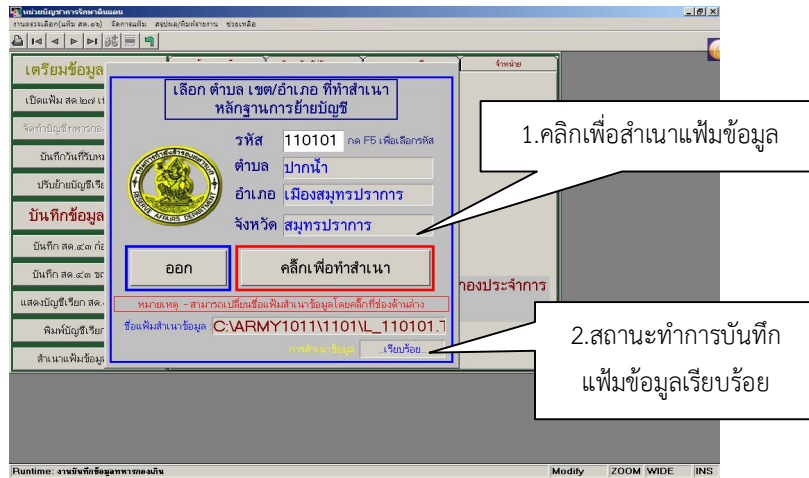 หน่วยบัญชาการรักษาดินแดน
งานตรวจเลือก(แฟ้ม สด.๑๖) จัดการแฟ้ม สรุปผล/พิมพ์รายงาน ช่วยเหลือ
เตรียมข้อมูล
จำหน่าย
เปิดแฟ้ม สด.๒๗ เ
จัดทำบัญชีทหารกอง
บันทึกวันที่รับหม
ปรับย้ายบัญชีเรีย
บันทึกข้อมูล
บันทึก สด.๔๓ ก่อ
บันทึก สด.๔๓ ขณ
แสดงบัญชีเรียก สด.
พิมพ์บัญชีเรียก
สำเนาแฟ้มข้อมูล
เลือก ตำบล เขต/อำเภอ ที่ทำสำเนา
หลักฐานการย้ายบัญชี
รหัส 110101 กด F5 เพื่อเลือกรหัส
ตำบล ปากน้ำ
อำเภอ เมืองสมุทรปราการ
จังหวัด สมุทรปราการ
RESERVE AFFAIRS DEPARTMENT
ออก คลิ๊กเพื่อทำสำเนา
กองประจำการ
หมายเหตุ - สามารถเปลี่ยนชื่อแฟ้มสำเนาข้อมูลโดยคลิ๊กที่ช่องด้านล่าง
ชื่อแฟ้มสำเนาข้อมูล : C:\ARMY1011\1101\L_110101.T
การสำเนาข้อมูล ..เรียบร้อย..
1.คลิกเพื่อสำเนาแฟ้มข้อมูล
2.สถานะทำการบันทึก
แฟ้มข้อมูลเรียบร้อย
Runtime: งานบันทึกข้อมูลทหารกองเกิน Modify ZOOM WIDE INS